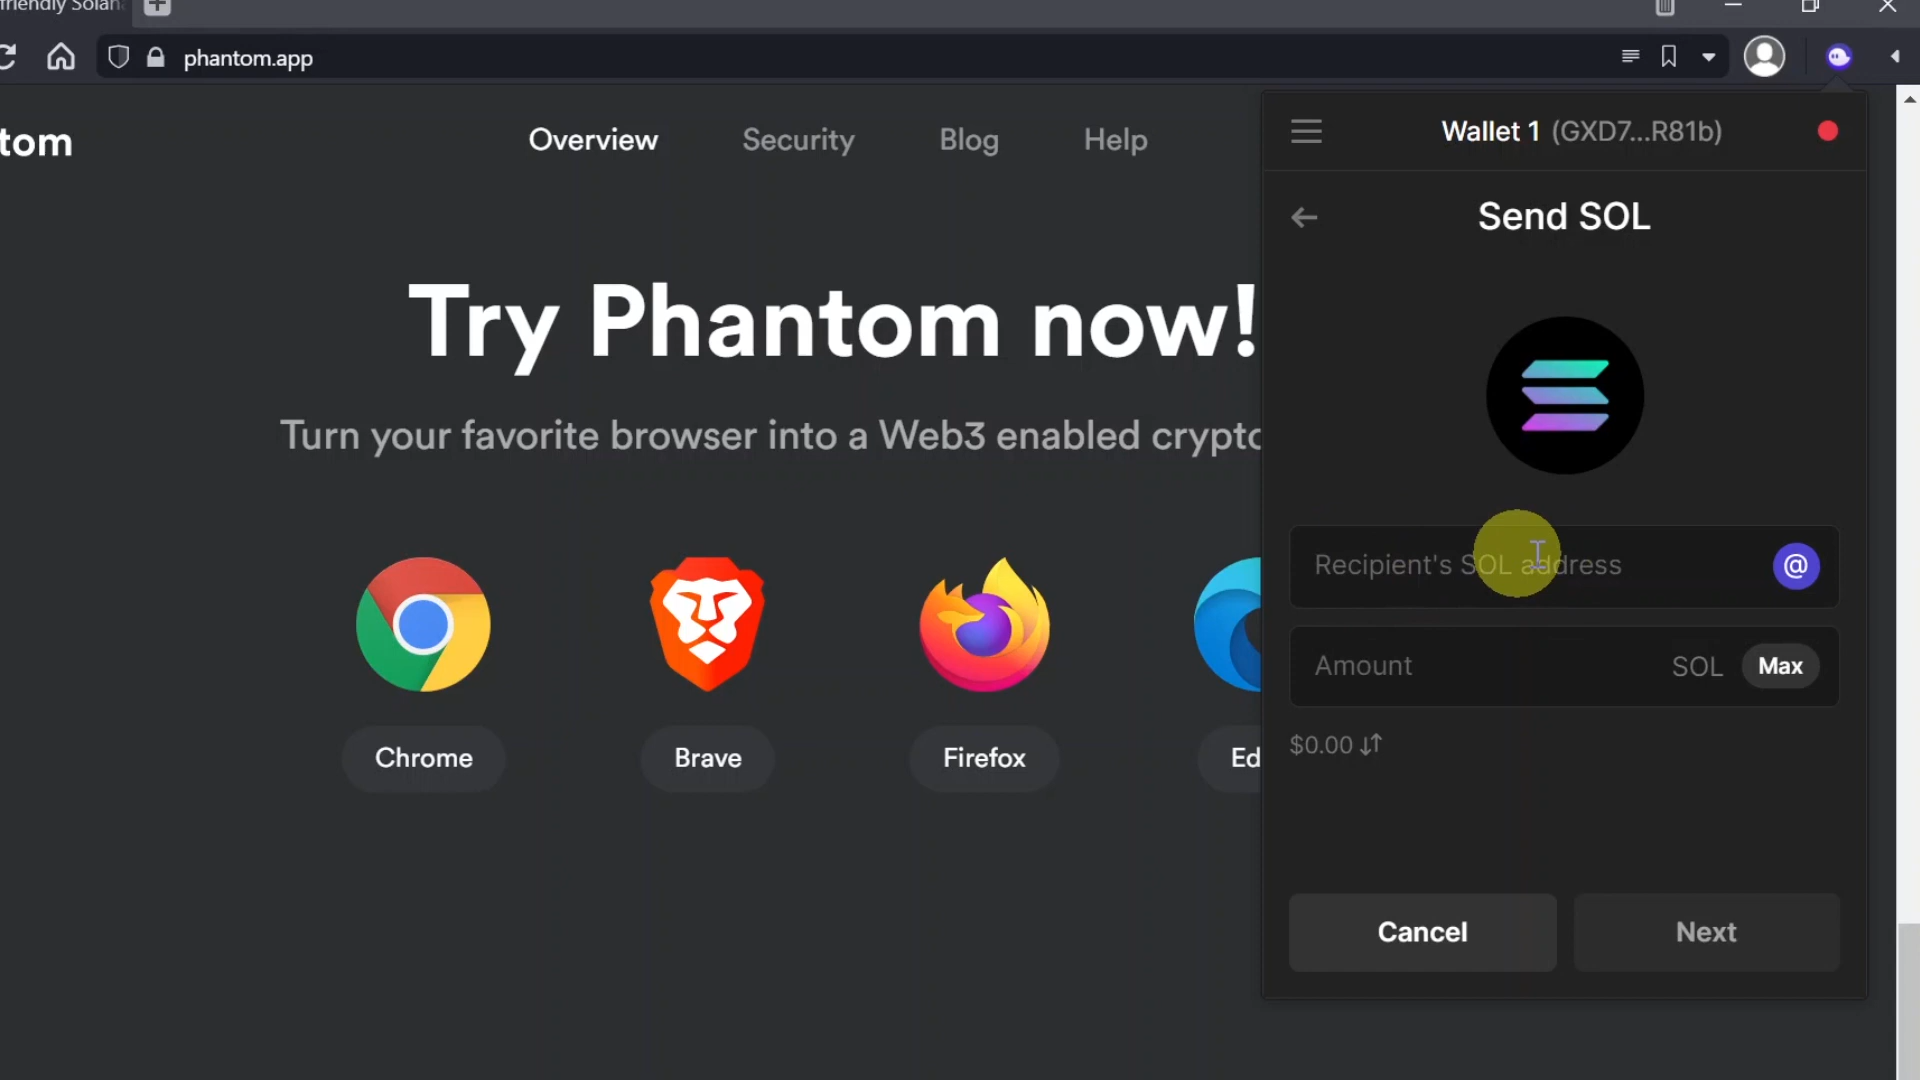 friendly Solan
phantom.app
tom
Overview
Security
Blog
Help
Try Phantom now!
Turn your favorite browser into a Web3 enabled crypto
Chrome
Brave
Firefox
Ed
Wallet 1 (GXD7...R81b)
Send SOL
Recipient's SOL address
@
Amount
SOL
Max
$0.00
Cancel
Next